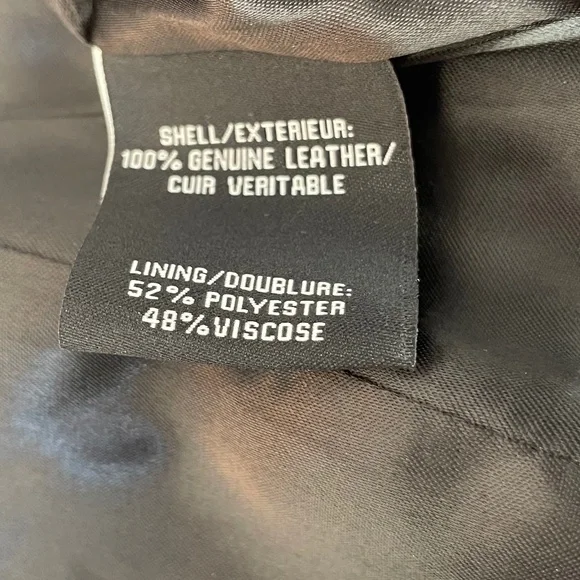 SHELL/EXTERIEUR:
100% GENUINE LEATHER/
CUIR VERITABLE
LINING/DOUBLURE:
52% POLYESTER
48%VISCOSE